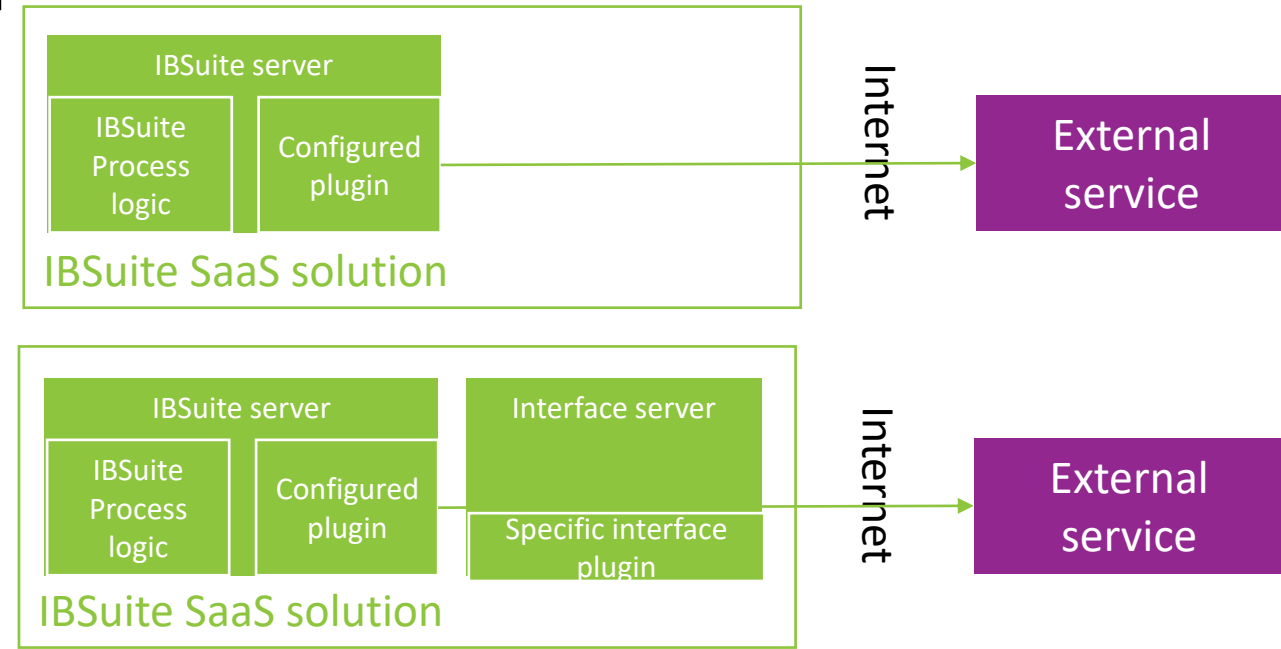 IBSuite server
IBSuite
Process
logic
Configured
plugin
IBSuite SaaS solution
Internet
External
service
IBSuite server
IBSuite
Process
logic
Configured
plugin
Interface server
Specific interface
plugin
IBSuite SaaS solution
Internet
External
service